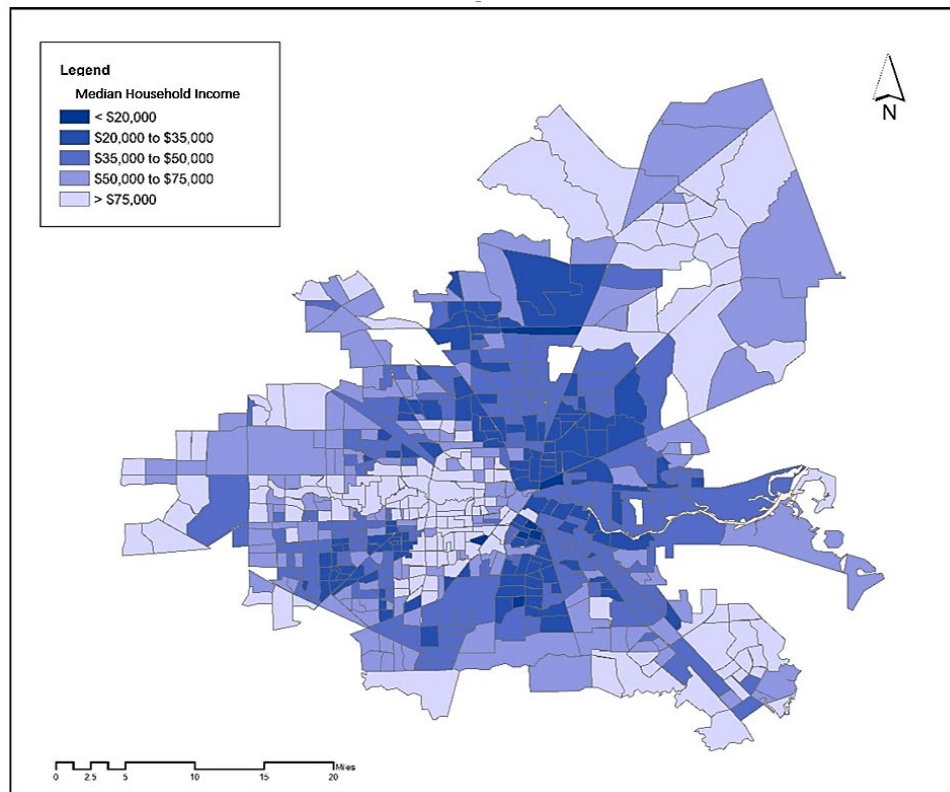 Legend
Median Household Income
< $20,000
$20,000 to $35,000
$35,000 to $50,000
$50,000 to $75,000
> $75,000
N
Miles
0 2.5 5 10 15 20